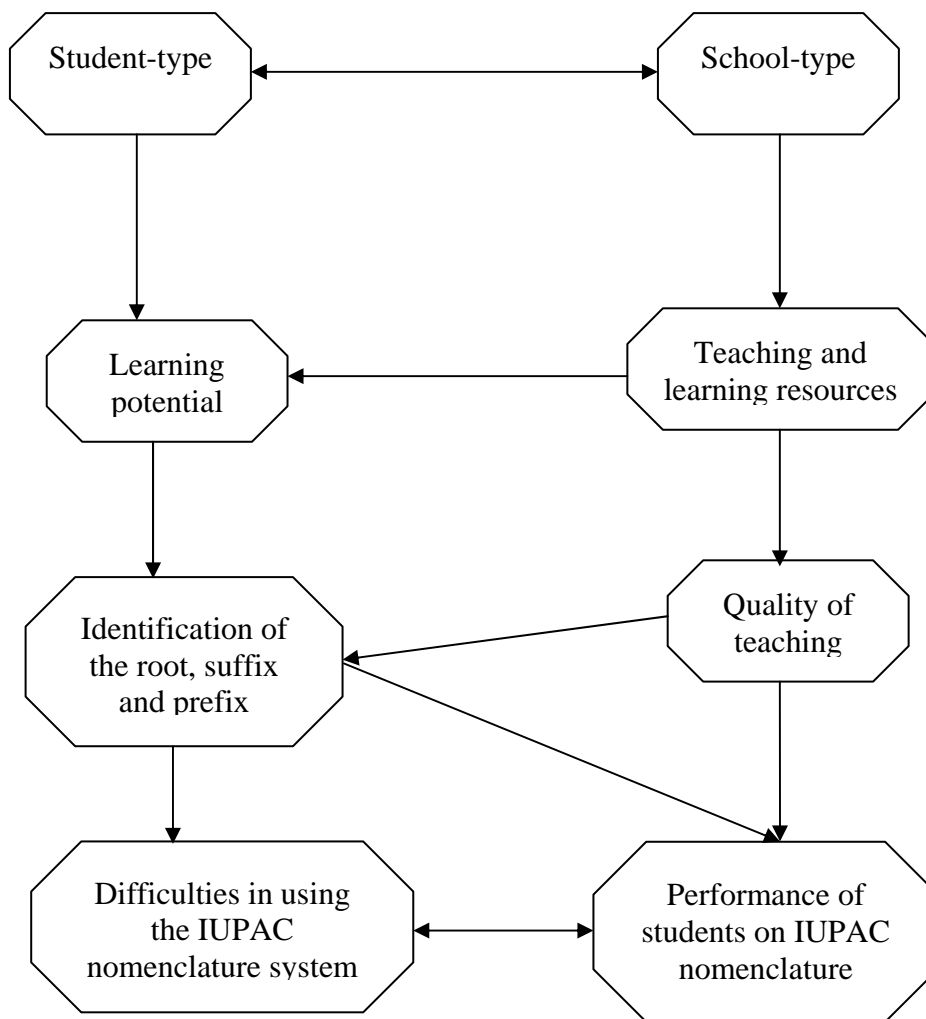 Student-type
School-type
Learning
potential
Teaching and
learning resources
Identification of
the root, suffix
and prefix
Quality of
teaching
Difficulties in using
the IUPAC
nomenclature system
Performance of
students on IUPAC
nomenclature